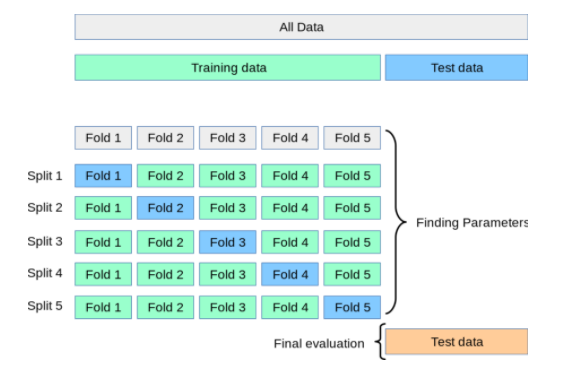 All Data
Training data Test data
Fold 1 Fold 2 Fold 3 Fold 4 Fold 5
Split 1 Fold 1 Fold 2 Fold 3 Fold 4 Fold 5
Split 2 Fold 1 Fold 2 Fold 3 Fold 4 Fold 5
Finding Parameters
Split 3 Fold 1 Fold 2 Fold 3 Fold 4 Fold 5
Split 4 Fold 1 Fold 2 Fold 3 Fold 4 Fold 5
Split 5 Fold 1 Fold 2 Fold 3 Fold 4 Fold 5
Final evaluation Test data